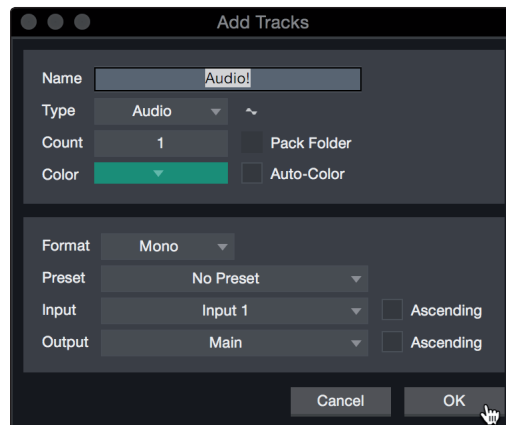 Add Tracks
Name Audio!
Type Audio
Count 1 Pack Folder
Color Auto-Color
Format Mono
Preset No Preset
Input Input 1 Ascending
Output Main Ascending
Cancel OK